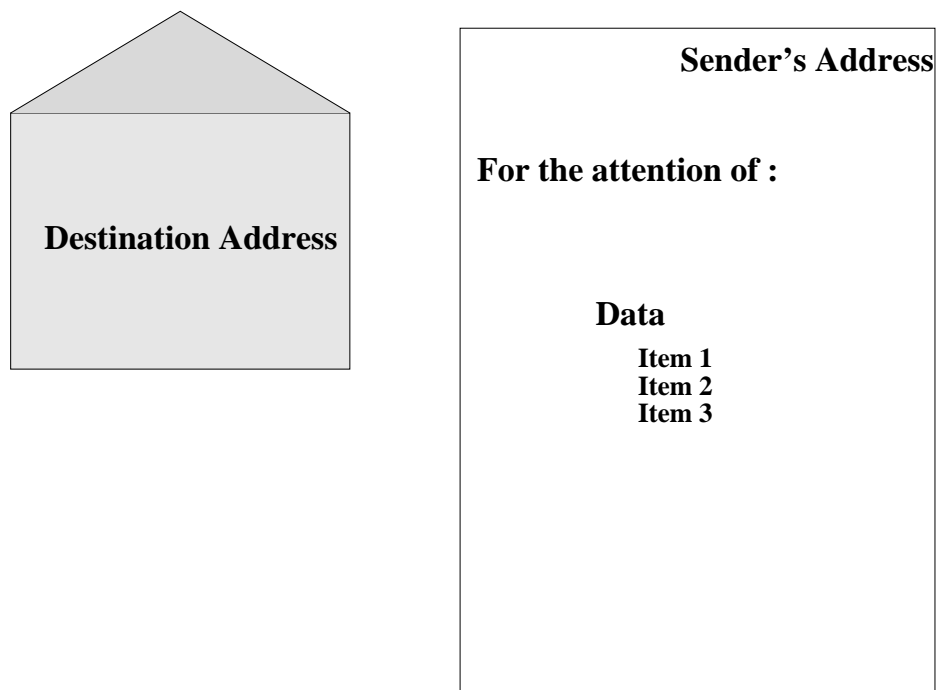 Destination Address
Sender's Address
For the attention of :
Data
Item 1
Item 2
Item 3